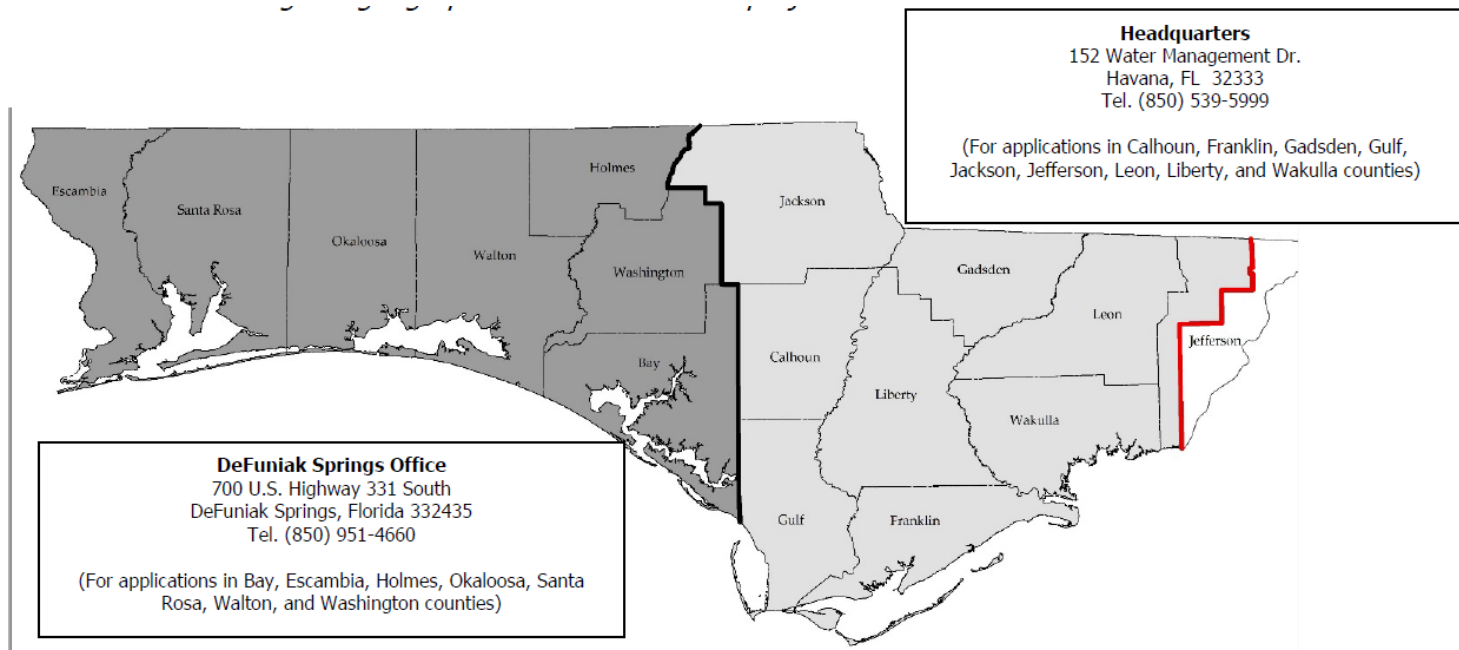 Headquarters
152 Water Management Dr.
Havana, FL 32333
Tel. (850) 539-5999
(For applications in Calhoun, Franklin, Gadsden, Gulf,
Jackson, Jefferson, Leon, Liberty, and Wakulla counties)
Holmes
Escambia
Santa Rosa
Jackson
Okaloosa
Walton
Washington
Gadsden
Leon
Jefferson
Bay
Calhoun
Liberty
Wakulla
Gulf
Franklin
DeFuniak Springs Office
700 U.S. Highway 331 South
DeFuniak Springs, Florida 332435
Tel. (850) 951-4660
(For applications in Bay, Escambia, Holmes, Okaloosa, Santa
Rosa, Walton, and Washington counties)